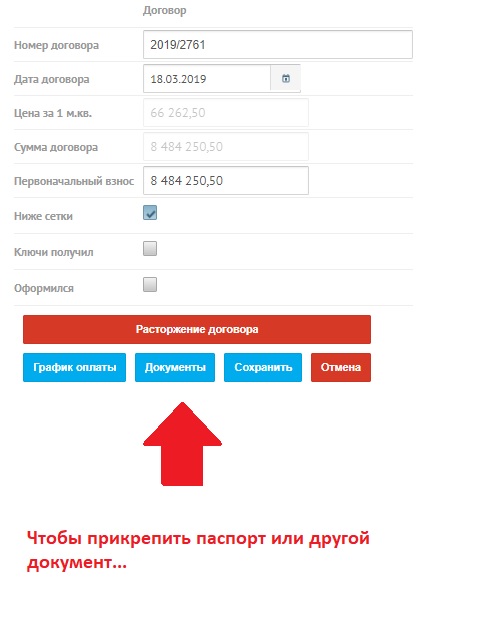 Договор
Номер договора 2019/2761
Дата договора 18.03.2019
Цена за 1 м.кв. 66 262,50
Сумма договора 8 484 250,50
Первоначальный взнос 8 484 250,50
Ниже сетки
Ключи получил
Оформился
Расторжение договора
График оплаты Документы Сохранить Отмена
Чтобы прикрепить паспорт или другой
документ...